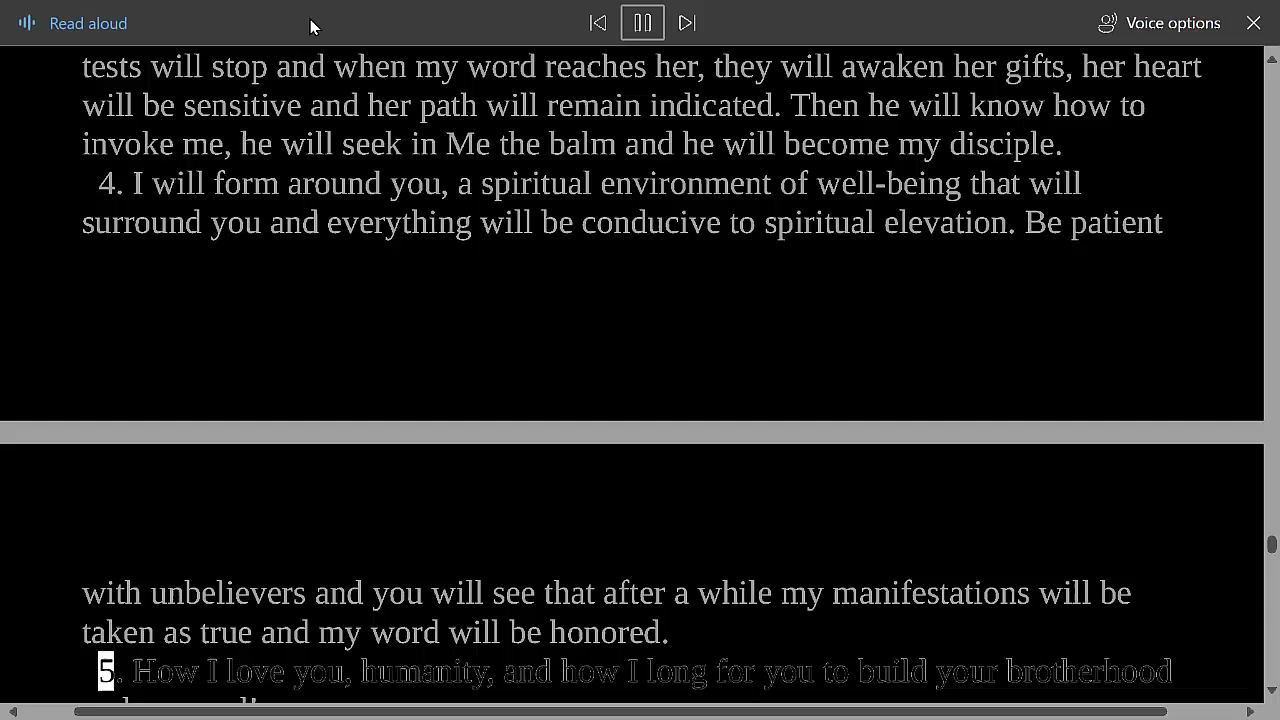 Read aloud
Voice options
tests will stop and when my word reaches her, they will awaken her gifts, her heart
will be sensitive and her path will remain indicated. Then he will know how to
invoke me, he will seek in Me the balm and he will become my disciple.
4. I will form around you, a spiritual environment of well-being that will
surround you and everything will be conducive to spiritual elevation. Be patient
with unbelievers and you will see that after a while my manifestations will be
taken as true and my word will be honored.
5. How I love you, humanity, and how I long for you to build your brotherhood